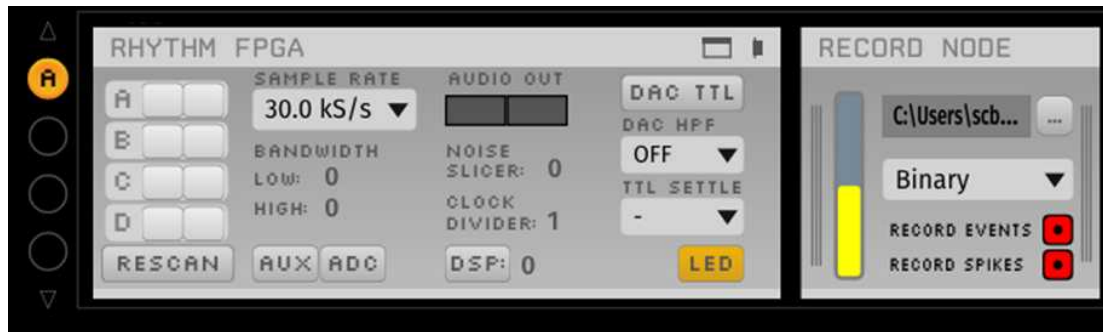 A
RHYTHM FPGA
A
B
C
D
RESCAN
SAMPLE RATE
30.0 kS/s
BANDWIDTH
LOW: 0
HIGH: 0
AUX ADC
AUDIO OUT
NOISE
SLICER: 0
CLOCK
DIVIDER: 1
DSP: 0
DAC TTL
DAC HPF
OFF
TTL SETTLE
-
LED
RECORD NODE
C:\Users\scb... ...
Binary
RECORD EVENTS
RECORD SPIKES